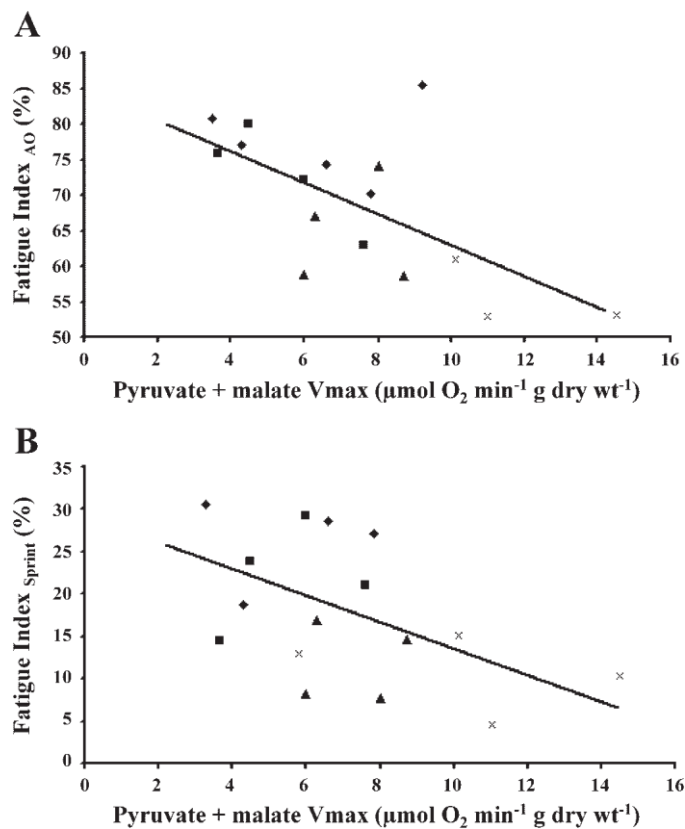 A
Fatigue Index AO (%)
90
85
80
75
70
65
60
55
50
0 2 4 6 8 10 12 14 16
Pyruvate + malate Vmax (µmol O₂ min⁻¹ g dry wt⁻¹)
B
Fatigue Index Sprint (%)
35
30
25
20
15
10
5
0
0 2 4 6 8 10 12 14 16
Pyruvate + malate Vmax (µmol O₂ min⁻¹ g dry wt⁻¹)